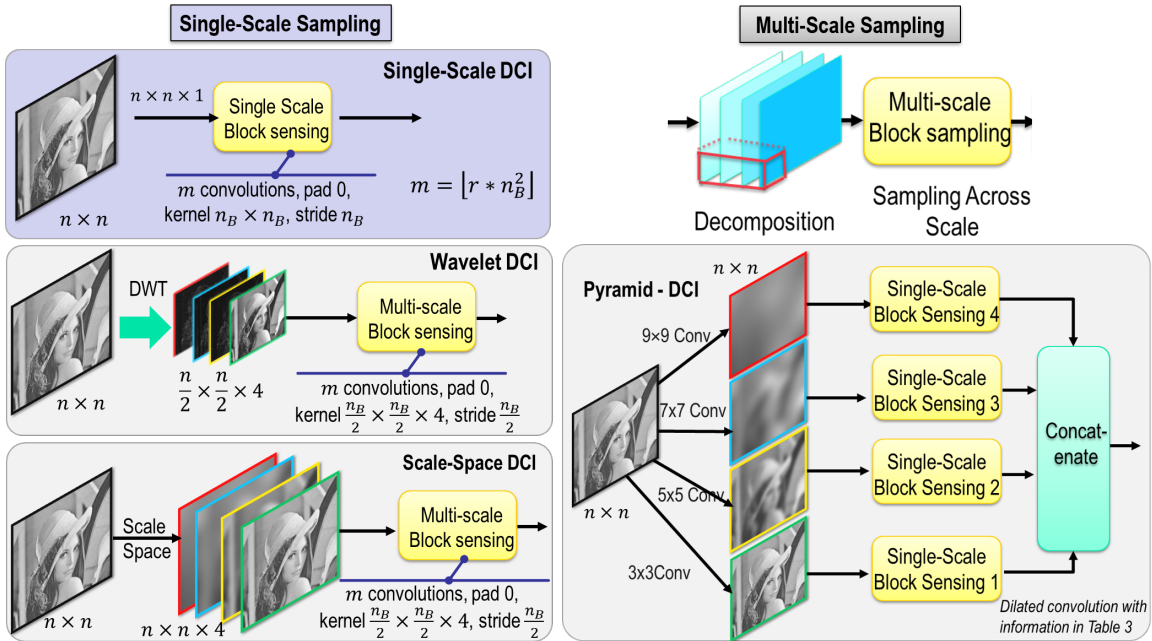 Single-Scale Sampling
Single-Scale DCI
n × n × 1
Single Scale
Block sensing
n × n
m convolutions, pad 0,
kernel n_B × n_B, stride n_B
m = ⌊r * n_B^2⌋
Wavelet DCI
DWT
n × n
n/2 × n/2 × 4
Multi-scale
Block sensing
m convolutions, pad 0,
kernel n_B/2 × n_B/2 × 4, stride n_B/2
Scale-Space DCI
Scale
Space
n × n
n × n × 4
Multi-scale
Block sensing
m convolutions, pad 0,
kernel n_B/2 × n_B/2 × 4, stride n_B/2
Multi-Scale Sampling
Decomposition
Multi-scale
Block sampling
Sampling Across
Scale
Pyramid - DCI
n × n
n × n
9×9 Conv
7x7 Conv
5x5 Conv
3x3Conv
Single-Scale
Block Sensing 4
Single-Scale
Block Sensing 3
Single-Scale
Block Sensing 2
Single-Scale
Block Sensing 1
Concat-
enate
Dilated convolution with
information in Table 3